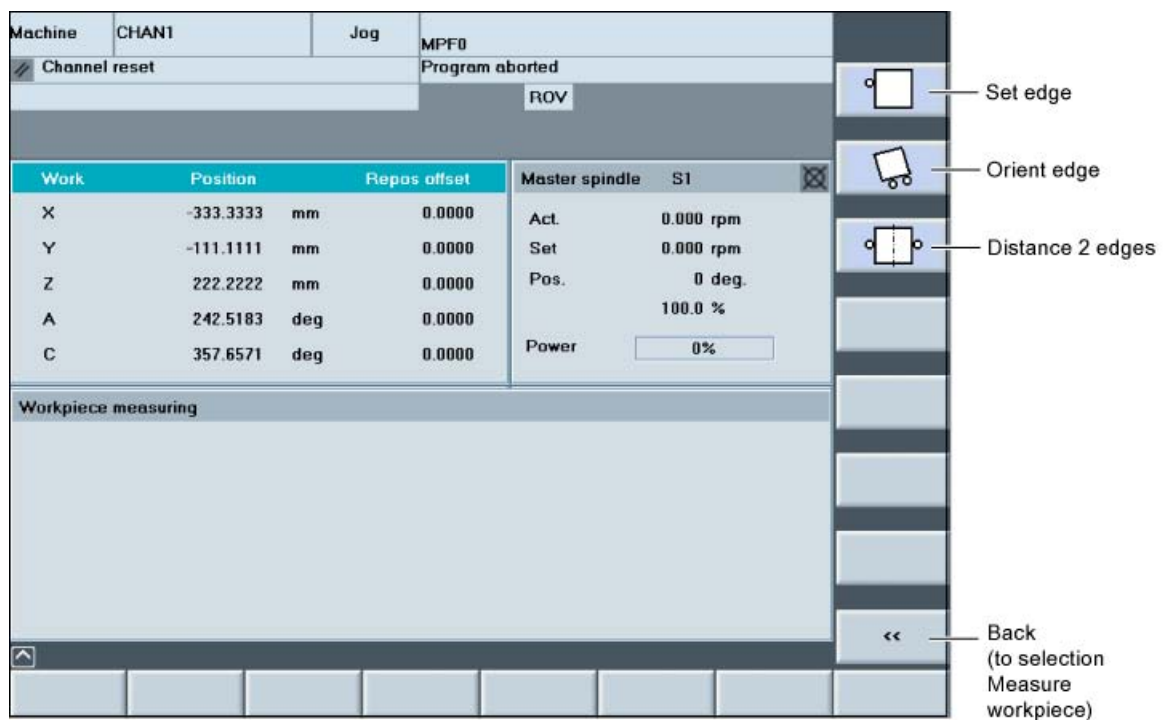 Machine CHAN1 Jog MPF0
Channel reset Program aborted
ROV
Work Position Repos offset
X -333.3333 mm 0.0000
Y -111.1111 mm 0.0000
Z 222.2222 mm 0.0000
A 242.5183 deg 0.0000
C 357.6571 deg 0.0000
Master spindle S1
Act. 0.000 rpm
Set 0.000 rpm
Pos. 0 deg.
100.0 %
Power 0%
Workpiece measuring
Set edge
Orient edge
Distance 2 edges
<<
Back
(to selection
Measure
workpiece)